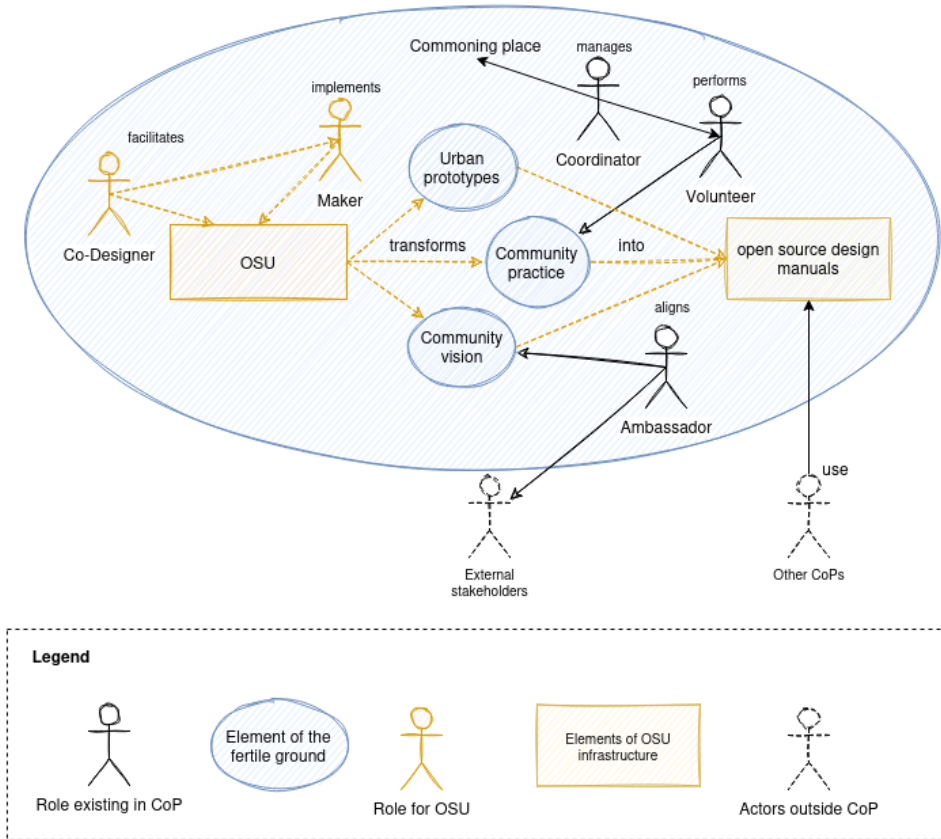 Commoning place
manages
performs
implements
facilitates
Coordinator
Volunteer
Maker
Co-Designer
Urban
prototypes
OSU
transforms
Community
practice
into
open source design
manuals
Community
vision
aligns
Ambassador
use
External
stakeholders
Other CoPs
Legend
Element of the
fertile ground
Elements of OSU
infrastructure
Role existing in CoP
Role for OSU
Actors outside CoP